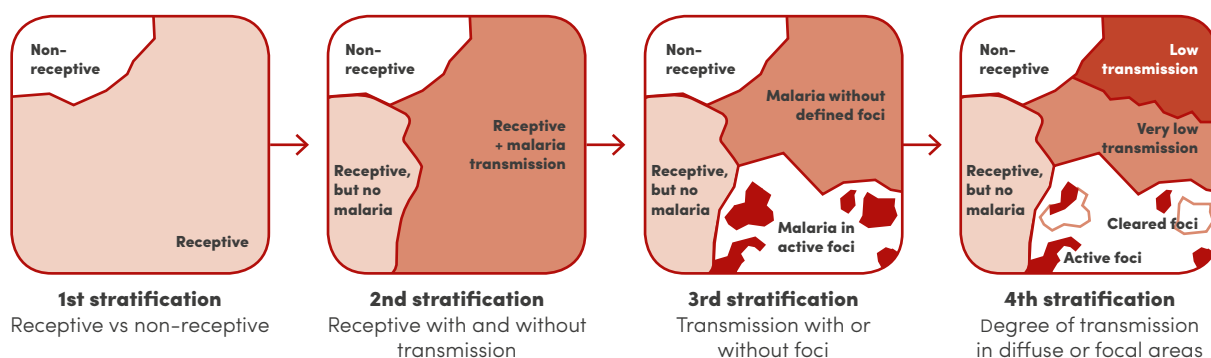 Non-
receptive
Receptive
1st stratification
Receptive vs non-receptive
Non-
receptive
Receptive
+ malaria
transmission
Receptive,
but no
malaria
2nd stratification
Receptive with and without
transmission
Non-
receptive
Malaria without
defined foci
Receptive,
but no
malaria
Malaria in
active foci
3rd stratification
Transmission with or
without foci
Non-
receptive
Low
transmission
Very low
transmission
Receptive,
but no
malaria
Cleared foci
Active foci
4th stratification
Degree of transmission
in diffuse or focal areas